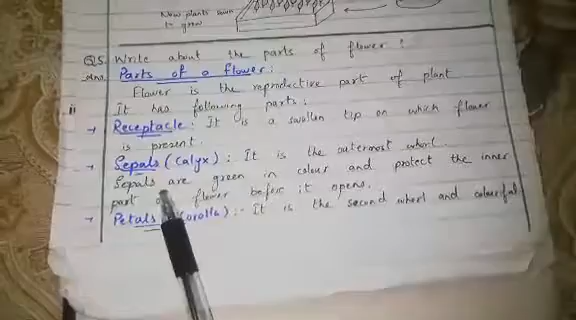 New plants
to grow
Q5. Write about the parts of flower?
Ans. Parts of a flower:
Flower is the reproductive part of plant
ii It has following parts:
→ Receptacle: It is a swollen tip on which flower
is present.
→ Sepals (Calyx): It is the outermost whorl.
Sepals are green in colour and protect the inner
part flower before it opens.
→ Petals (orolla):- It is the second whorl and colourful